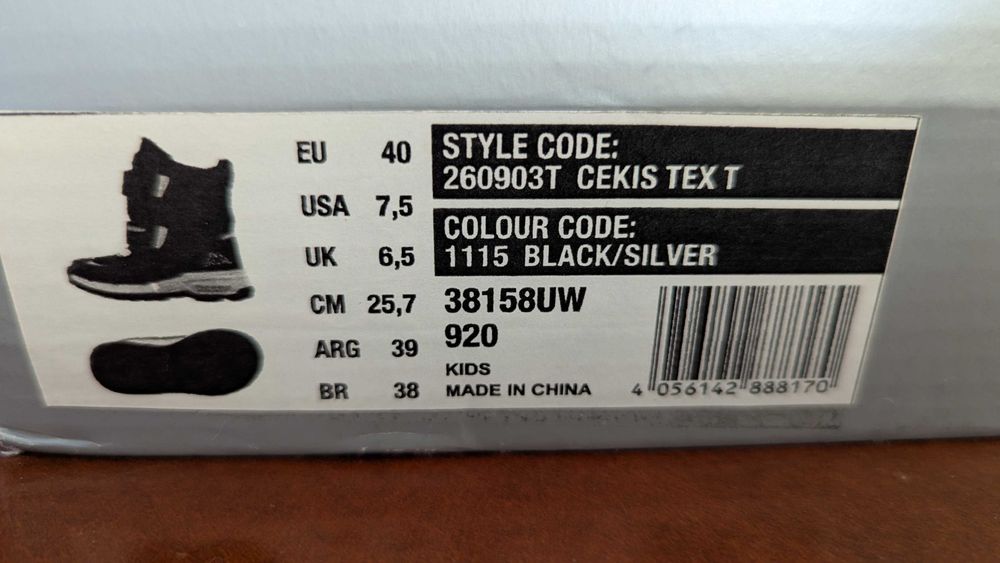 EU 40
USA 7,5
UK 6,5
CM 25,7
ARG 39
BR 38
STYLE CODE:
260903T CEKIS TEX T
COLOUR CODE:
1115 BLACK/SILVER
38158UW
920
KIDS
MADE IN CHINA
4 056142 888170